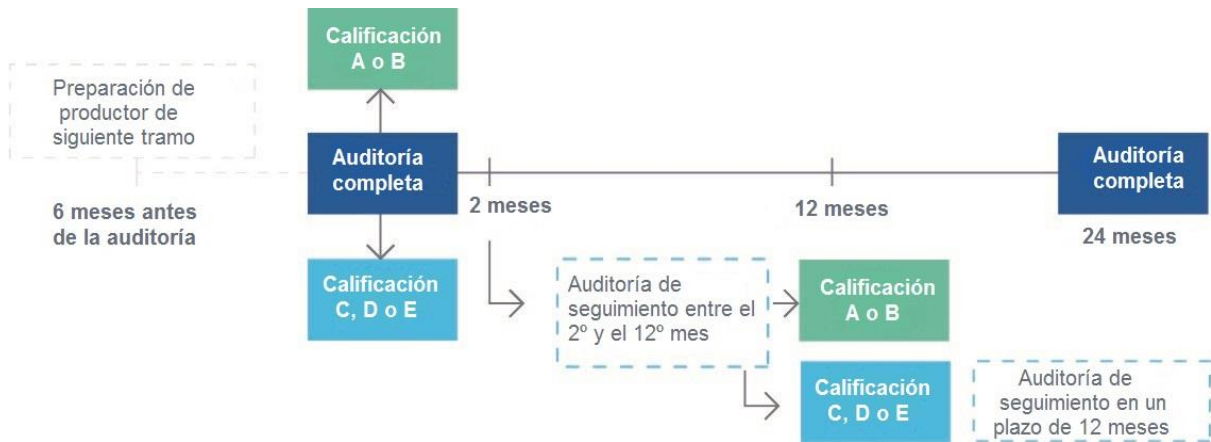 Calificación
A o B
Preparación de
productor de
siguiente tramo
Auditoría
completa
Auditoría
completa
6 meses antes
de la auditoría
2 meses
12 meses
24 meses
Calificación
C, D o E
Auditoría de
seguimiento entre el
2º y el 12º mes
Calificación
A o B
Calificación
C, D o E
Auditoría de
seguimiento en un
plazo de 12 meses